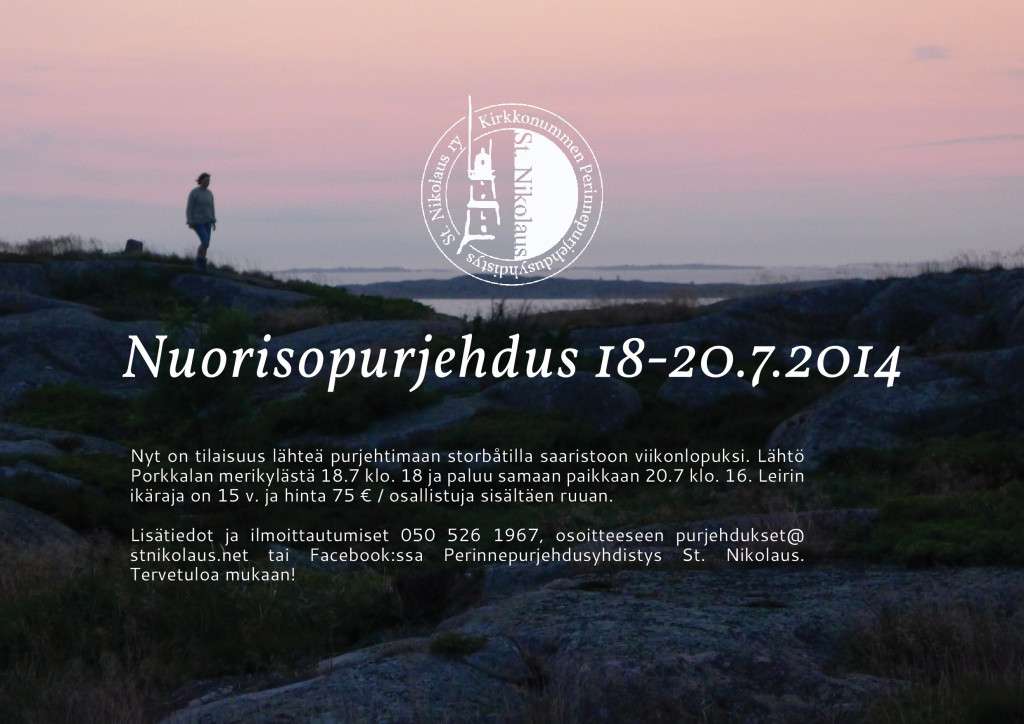 Kirkkonummen Perinnepurjehdusyhdistys
St. Nikolaus ry
St. Nikolaus
Nuorisopurjehdus 18-20.7.2014
Nyt on tilaisuus lähteä purjehtimaan storbåtilla saaristoon viikonlopuksi. Lähtö
Porkkalan merikylästä 18.7 klo. 18 ja paluu samaan paikkaan 20.7 klo. 16. Leirin
ikäraja on 15 v. ja hinta 75 € / osallistuja sisältäen ruuan.
Lisätiedot ja ilmoittautumiset 050 526 1967, osoitteeseen purjehdukset@
stnikolaus.net tai Facebook:ssa Perinnepurjehdusyhdistys St. Nikolaus.
Tervetuloa mukaan!